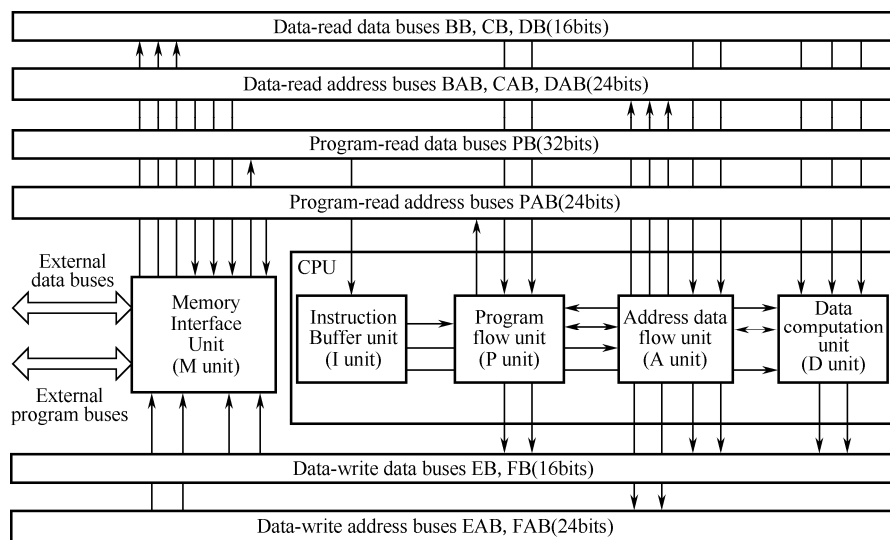 Data-read data buses BB, CB, DB(16bits)
Data-read address buses BAB, CAB, DAB(24bits)
Program-read data buses PB(32bits)
Program-read address buses PAB(24bits)
External
data buses
External
program buses
Memory
Interface
Unit
(M unit)
CPU
Instruction
Buffer unit
(I unit)
Program
flow unit
(P unit)
Address data
flow unit
(A unit)
Data
computation
unit
(D unit)
Data-write data buses EB, FB(16bits)
Data-write address buses EAB, FAB(24bits)